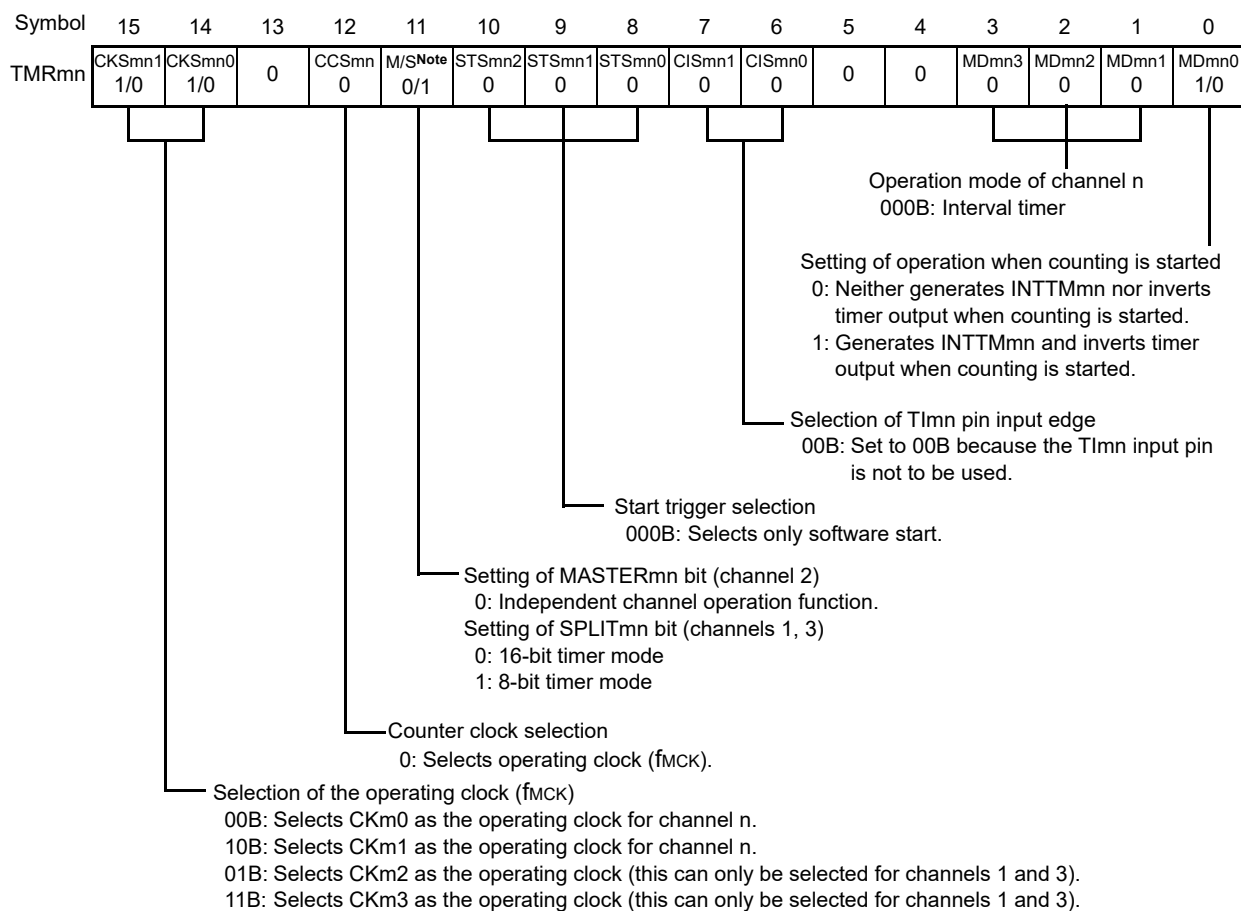 Symbol 15 14 13 12 11 10 9 8 7 6 5 4 3 2 1 0
TMRmn CKSmn1 CKSmn0 CCSmn M/SNote STSmn2 STSmn1 STSmn0 CISmn1 CISmn0 MDmn3 MDmn2 MDmn1 MDmn0
1/0 1/0 0 0 0/1 0 0 0 0 0 0 0 0 0 0 1/0
Operation mode of channel n
000B: Interval timer
Setting of operation when counting is started
0: Neither generates INTTMmn nor inverts
timer output when counting is started.
1: Generates INTTMmn and inverts timer
output when counting is started.
Selection of TImn pin input edge
00B: Set to 00B because the TImn input pin
is not to be used.
Start trigger selection
000B: Selects only software start.
Setting of MASTERmn bit (channel 2)
0: Independent channel operation function.
Setting of SPLITmn bit (channels 1, 3)
0: 16-bit timer mode
1: 8-bit timer mode
Counter clock selection
0: Selects operating clock (fMCK).
Selection of the operating clock (fMCK)
00B: Selects CKm0 as the operating clock for channel n.
10B: Selects CKm1 as the operating clock for channel n.
01B: Selects CKm2 as the operating clock (this can only be selected for channels 1 and 3).
11B: Selects CKm3 as the operating clock (this can only be selected for channels 1 and 3).